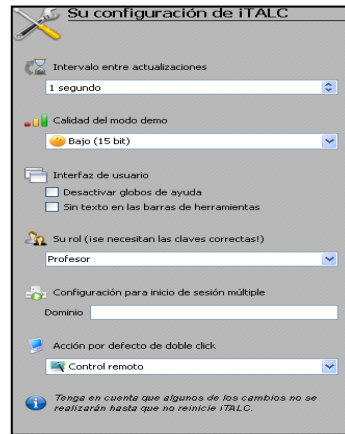 Su configuración de iTALC
Intervalo entre actualizaciones
1 segundo
Calidad del modo demo
Bajo (15 bit)
Interfaz de usuario
Desactivar globos de ayuda
Sin texto en las barras de herramientas
Su rol (¡se necesitan las claves correctas!)
Profesor
Configuración para inicio de sesión múltiple
Dominio
Acción por defecto de doble click
Control remoto
Tenga en cuenta que algunos de los cambios no se
realizarán hasta que no reinicie iTALC.